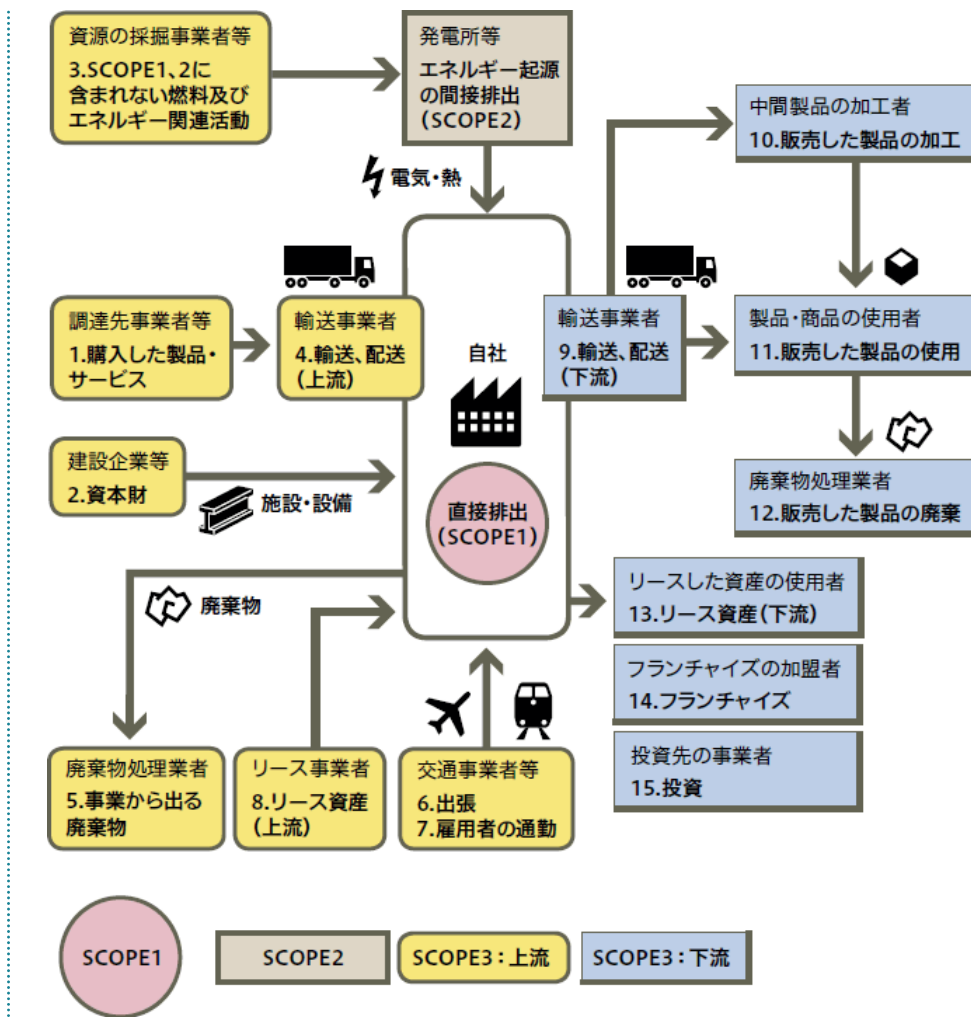 資源の採掘事業者等
3.SCOPE1、2に
含まれない燃料及び
エネルギー関連活動
発電所等
エネルギー起源
の間接排出
(SCOPE2)
中間製品の加工者
10.販売した製品の加工
電気・熱
調達先事業者等
1.購入した製品・
サービス
輸送事業者
4.輸送、配送
(上流)
自社
輸送事業者
9.輸送、配送
(下流)
製品・商品の使用者
11.販売した製品の使用
建設企業等
2.資本財
施設・設備
直接排出
(SCOPE1)
廃棄物処理業者
12.販売した製品の廃棄
廃棄物
リースした資産の使用者
13.リース資産(下流)
フランチャイズの加盟者
14.フランチャイズ
投資先の事業者
15.投資
廃棄物処理業者
5.事業から出る
廃棄物
リース事業者
8.リース資産
(上流)
交通事業者等
6.出張
7.雇用者の通勤
SCOPE1
SCOPE2
SCOPE3:上流
SCOPE3:下流